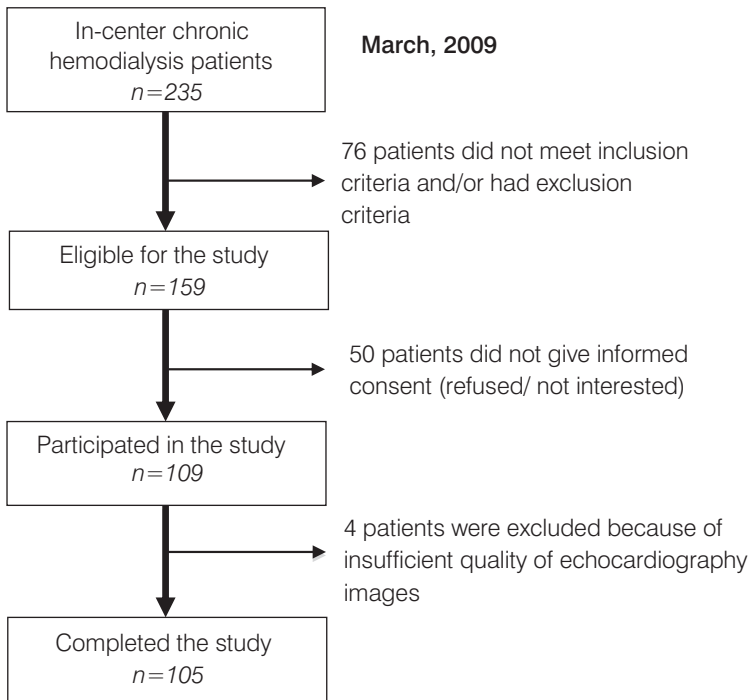 In-center chronic
hemodialysis patients
n=235
March, 2009
76 patients did not meet inclusion
criteria and/or had exclusion
criteria
Eligible for the study
n=159
50 patients did not give informed
consent (refused/ not interested)
Participated in the study
n=109
4 patients were excluded because of
insufficient quality of echocardiography
images
Completed the study
n=105